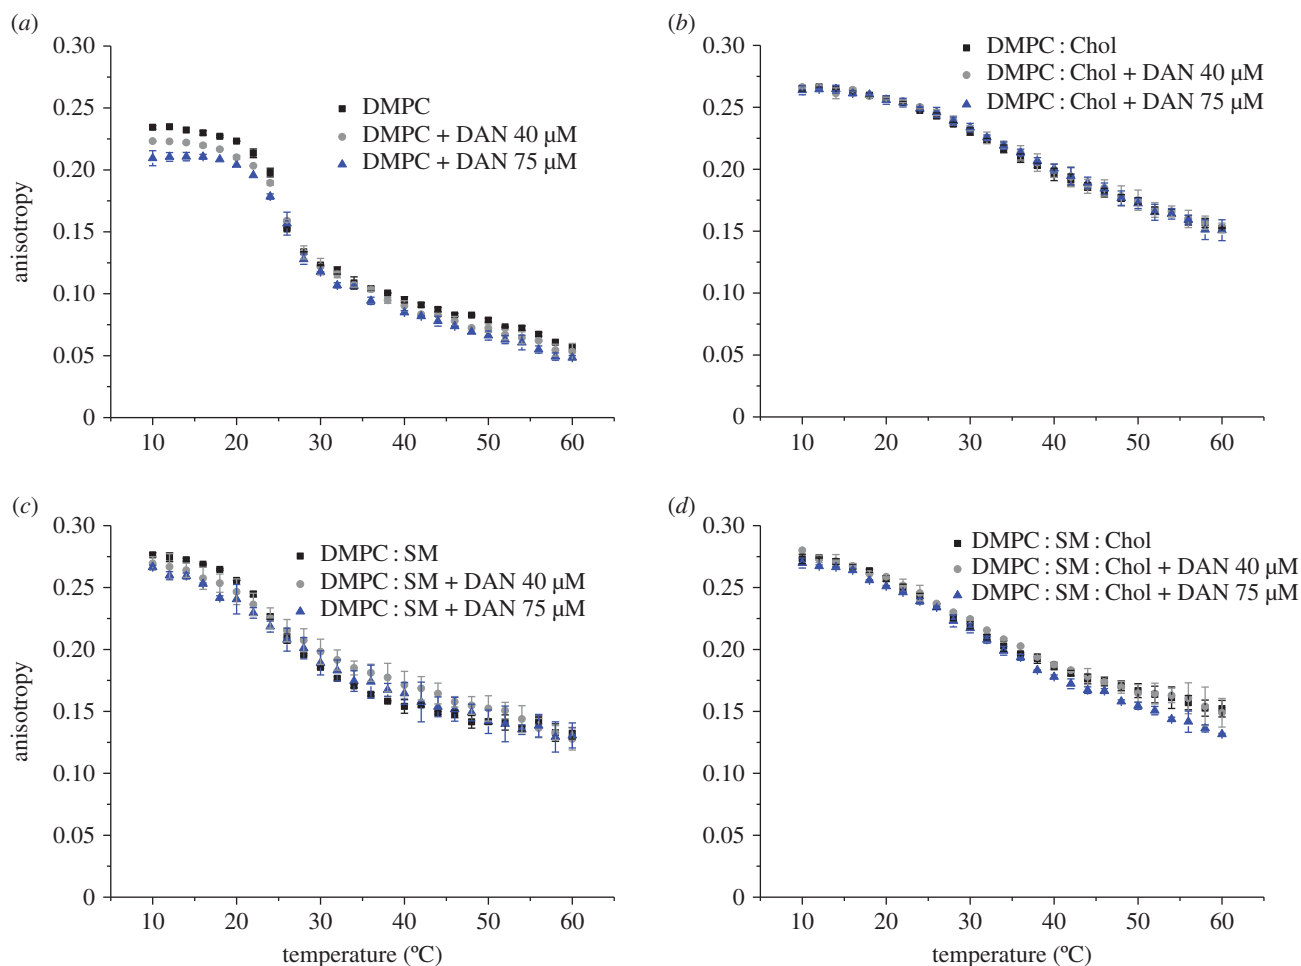 (a)
0.30
0.25
0.20
0.15
0.10
0.05
0
anisotropy
DMPC
DMPC + DAN 40 µM
DMPC + DAN 75 µM
10 20 30 40 50 60
(b)
0.30
0.25
0.20
0.15
0.10
0.05
0
DMPC : Chol
DMPC : Chol + DAN 40 µM
DMPC : Chol + DAN 75 µM
10 20 30 40 50 60
(c)
0.30
0.25
0.20
0.15
0.10
0.05
0
anisotropy
DMPC : SM
DMPC : SM + DAN 40 µM
DMPC : SM + DAN 75 µM
10 20 30 40 50 60
temperature (ºC)
(d)
0.30
0.25
0.20
0.15
0.10
0.05
0
DMPC : SM : Chol
DMPC : SM : Chol + DAN 40 µM
DMPC : SM : Chol + DAN 75 µM
10 20 30 40 50 60
temperature (ºC)